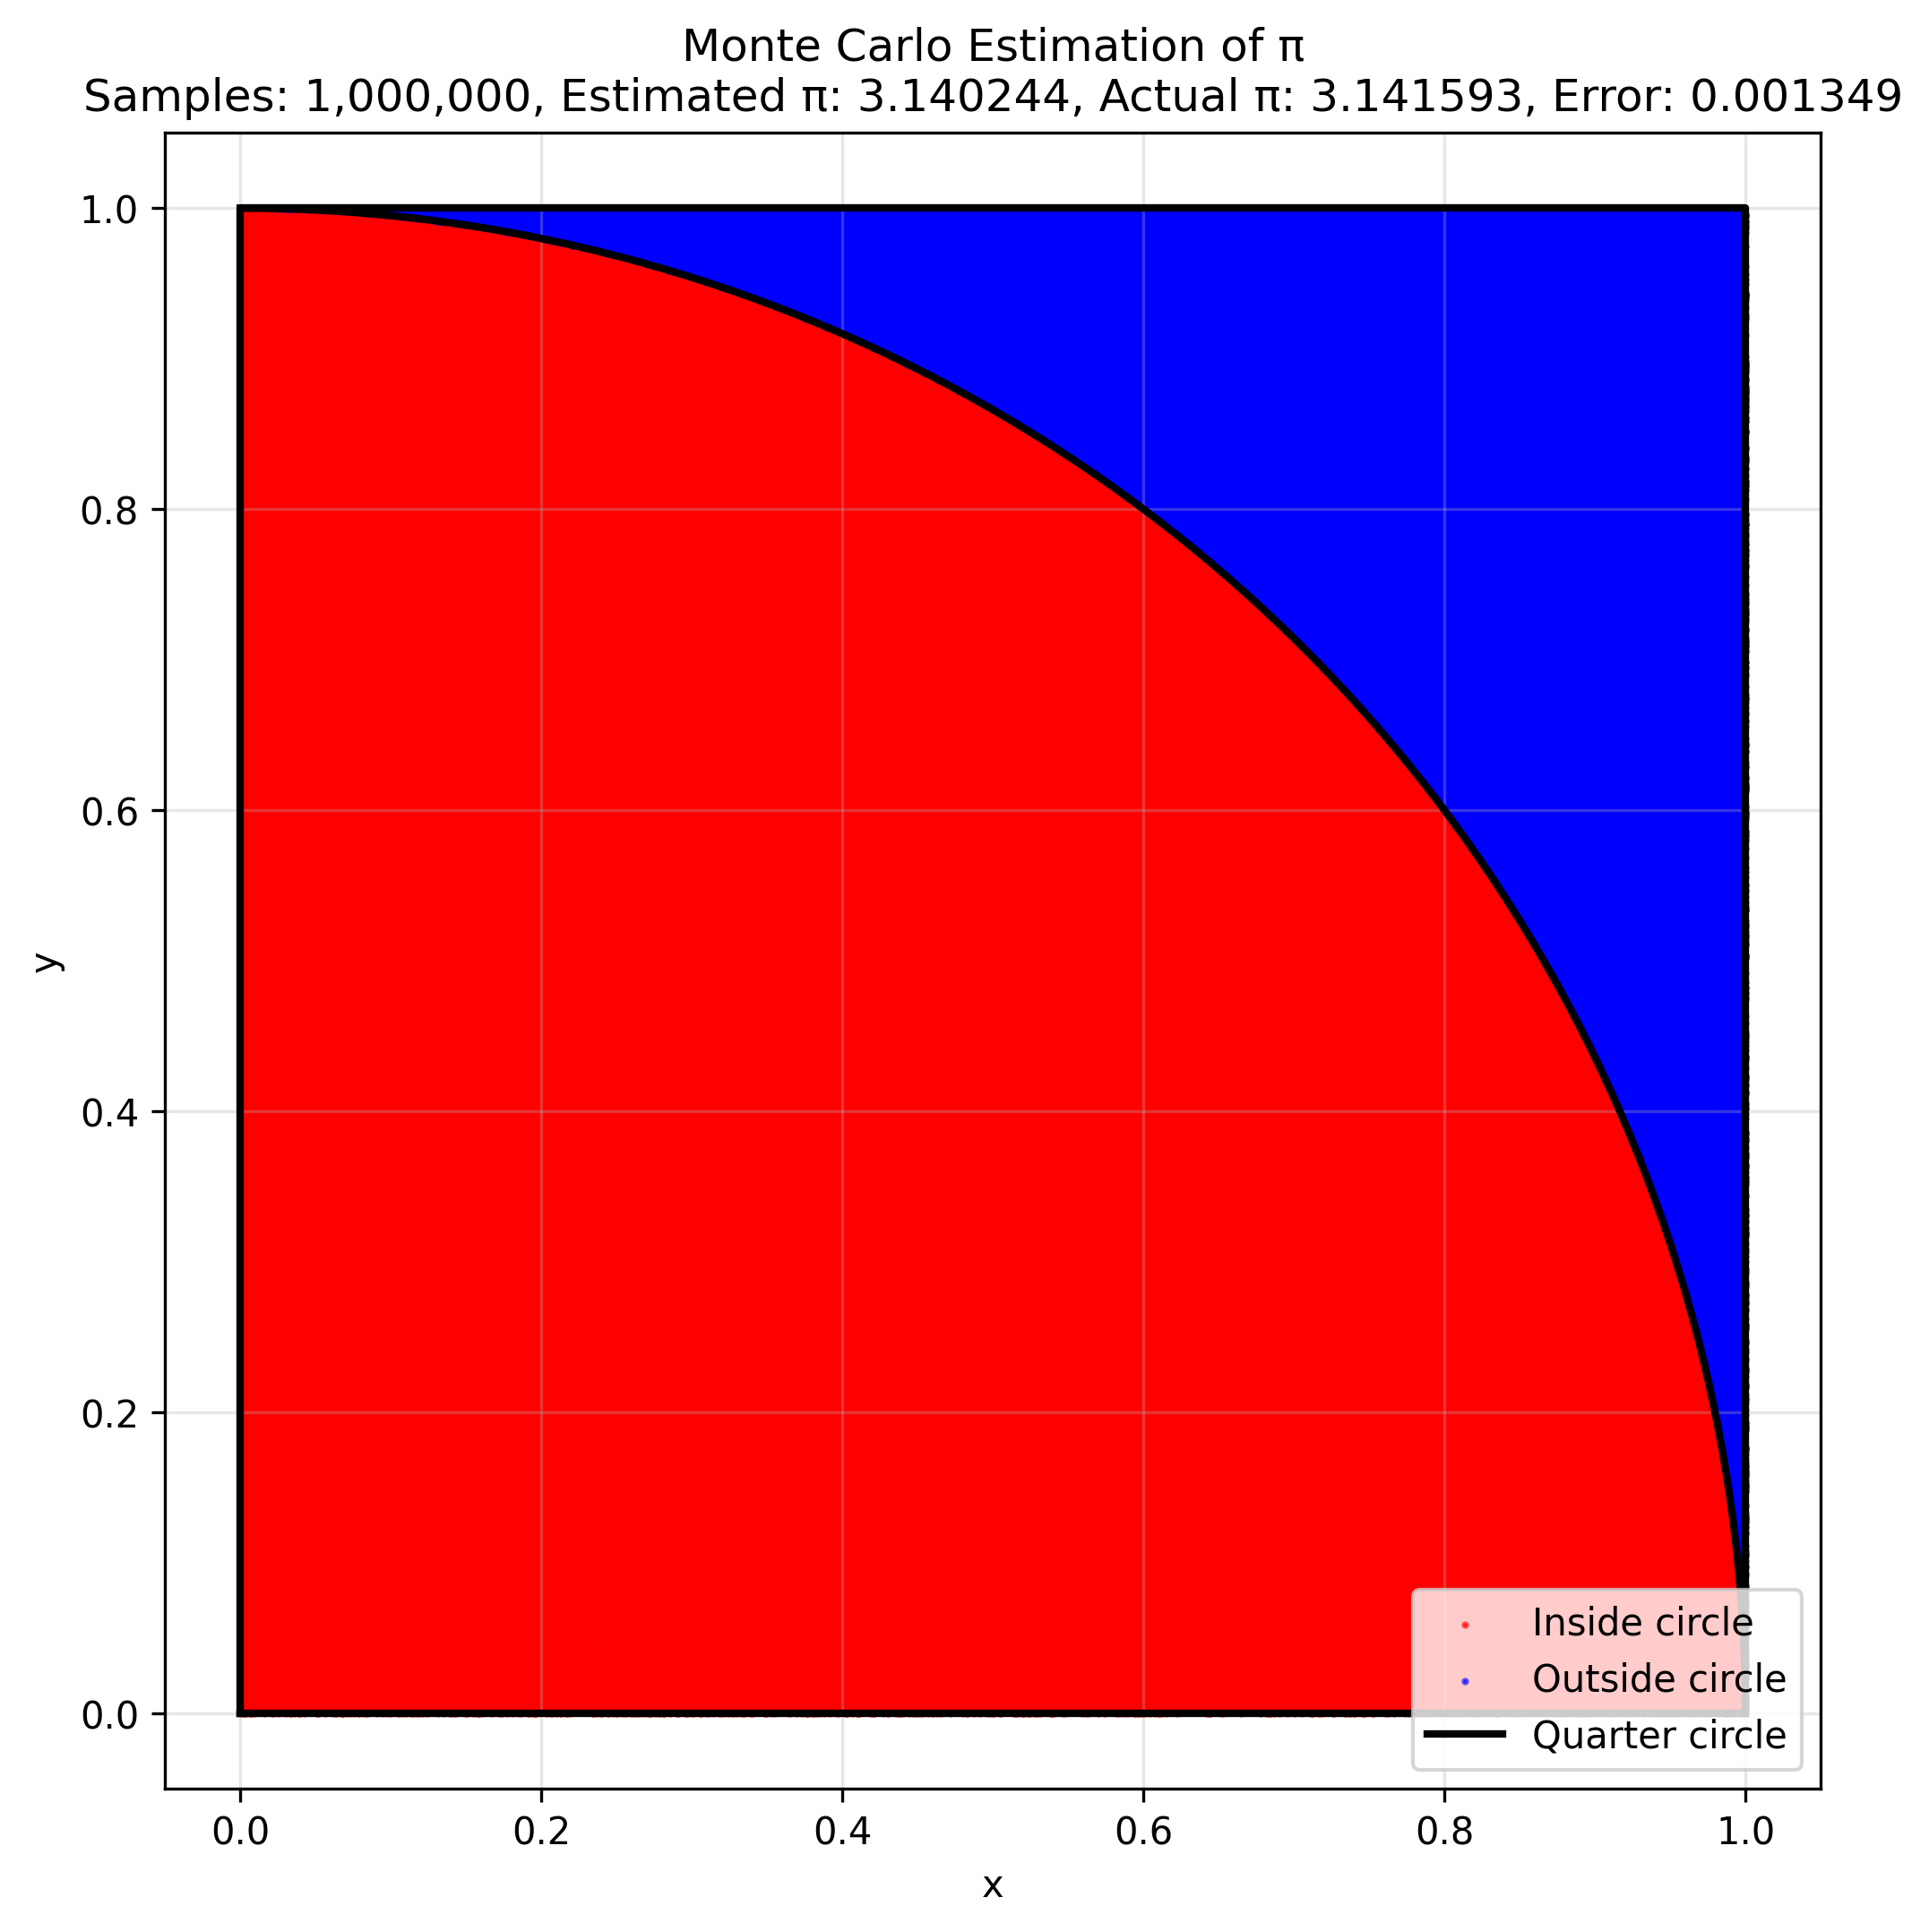 Monte Carlo Estimation of π
Samples: 1,000,000, Estimated π: 3.140244, Actual π: 3.141593, Error: 0.001349
1.0
0.8
0.6
0.4
0.2
0.0
y
Inside circle
Outside circle
Quarter circle
0.0 0.2 0.4 0.6 0.8 1.0
x